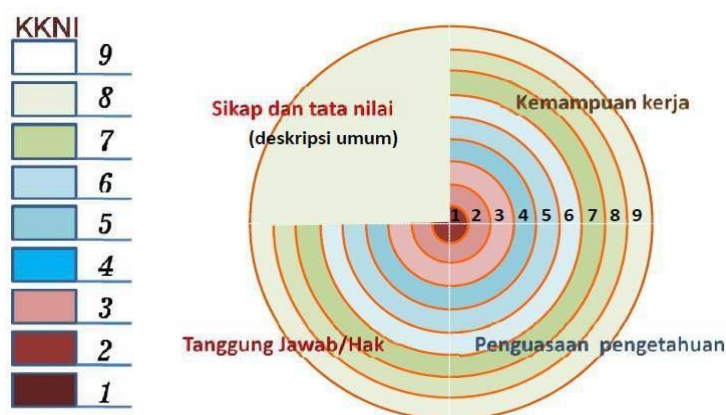 KKNI
9
8
7
6
5
4
3
2
1
Sikap dan tata nilai
(deskripsi umum)
Kemampuan kerja
1 2 3 4 5 6 7 8 9
Tanggung Jawab/Hak
Penguasaan pengetahuan